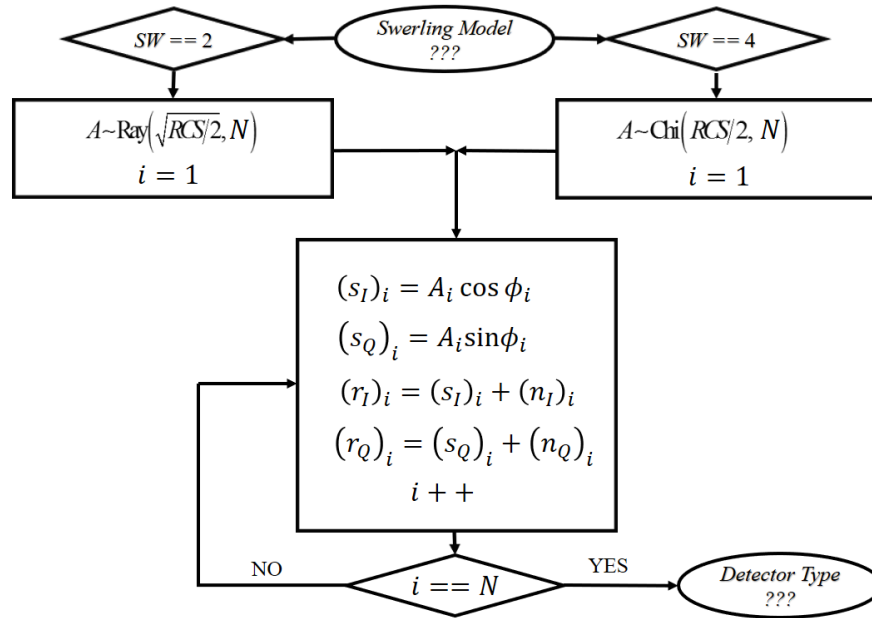 SW == 2
Swerling Model
???
SW == 4
A~Ray(√RCS/2, N)
i = 1
A~Chi(RCS/2, N)
i = 1
(s_I)_i = A_i cos ϕ_i
(s_Q)_i = A_i sinϕ_i
(r_I)_i = (s_I)_i + (n_I)_i
(r_Q)_i = (s_Q)_i + (n_Q)_i
i + +
NO
i == N
YES
Detector Type
???